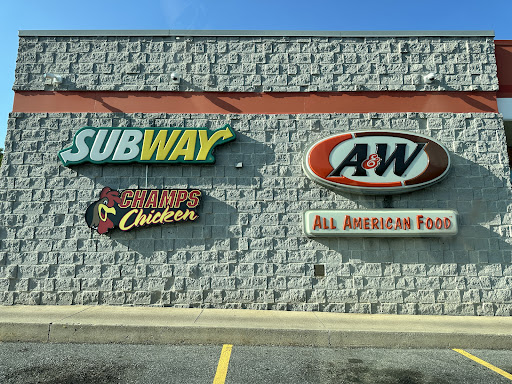 SUBWAY
CHAMPS
Chicken
A&W
ALL AMERICAN FOOD